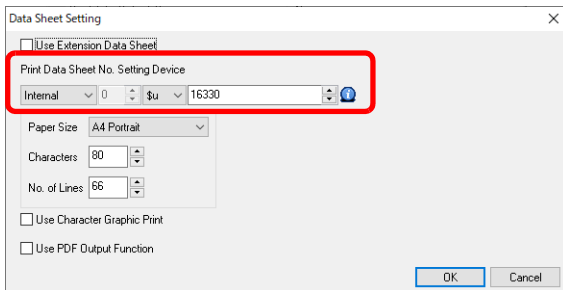 Data Sheet Setting
Use Extension Data Sheet
Print Data Sheet No. Setting Device
Internal 0 $u 16330
Paper Size A4 Portrait
Characters 80
No. of Lines 66
Use Character Graphic Print
Use PDF Output Function
OK Cancel